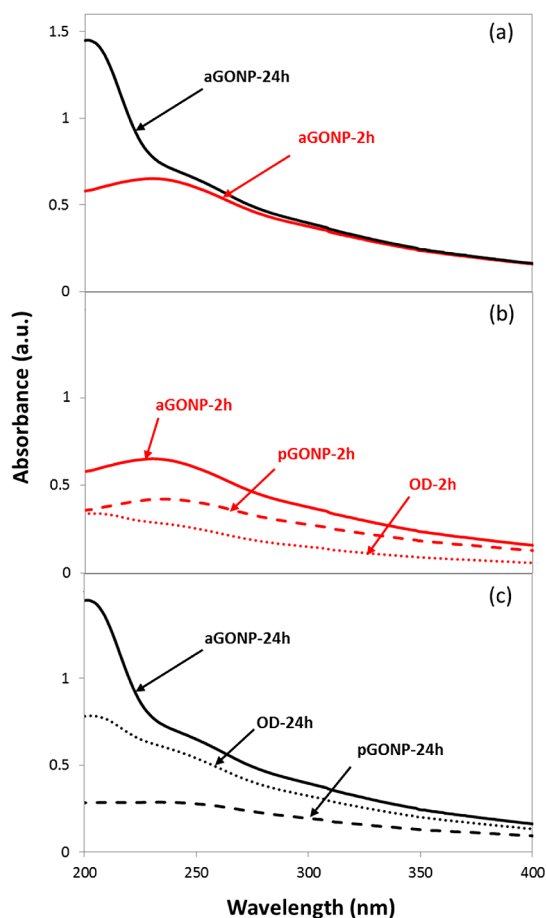 (a)
1.5
aGONP-24h
1
aGONP-2h
0.5
0
Absorbance (a.u.)
(b)
1
aGONP-2h
pGONP-2h
0.5
OD-2h
0
(c)
aGONP-24h
1
OD-24h
pGONP-24h
0.5
0
200 250 300 350 400
Wavelength (nm)